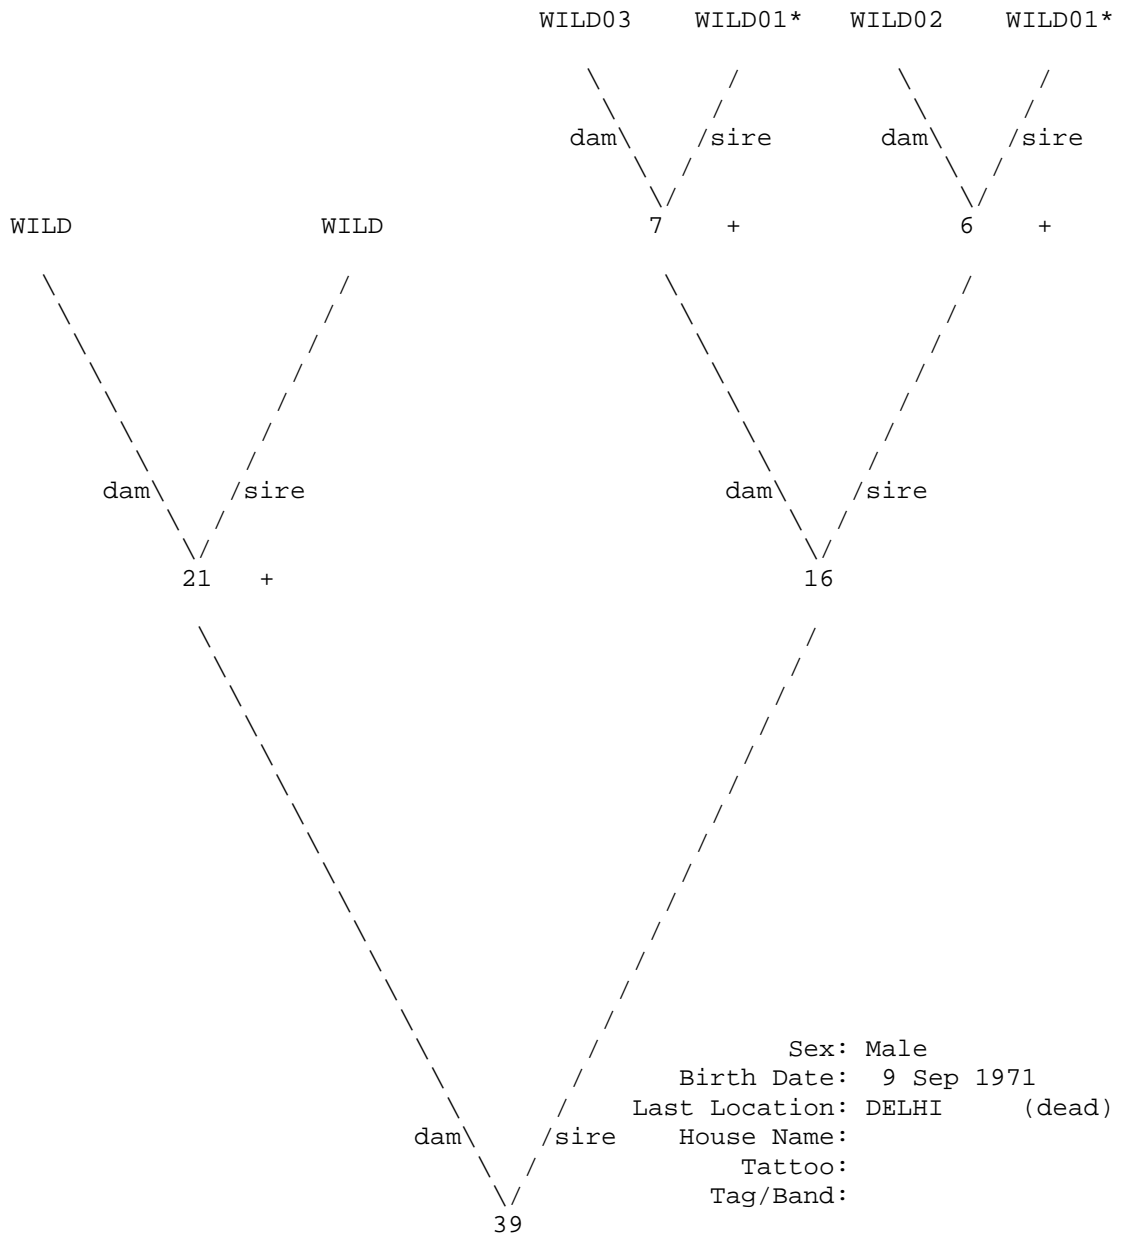 WILD03 WILD01* WILD02 WILD01*
dam sire dam sire
WILD WILD 7 + 6 +
dam sire dam sire
21 + 16
Sex: Male
Birth Date: 9 Sep 1971
Last Location: DELHI (dead)
dam sire House Name:
Tattoo:
Tag/Band:
39